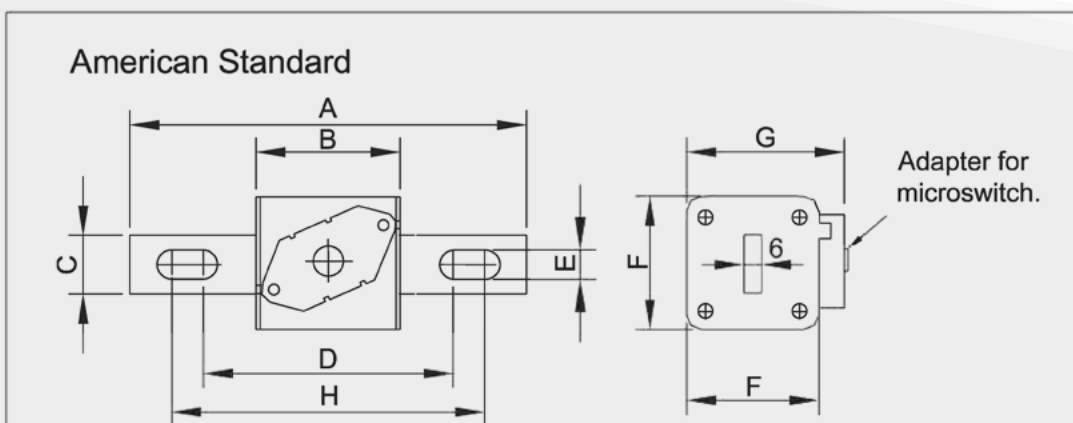 American Standard
A
B
G
Adapter for
microswitch.
C
E
F
6
D
F
H